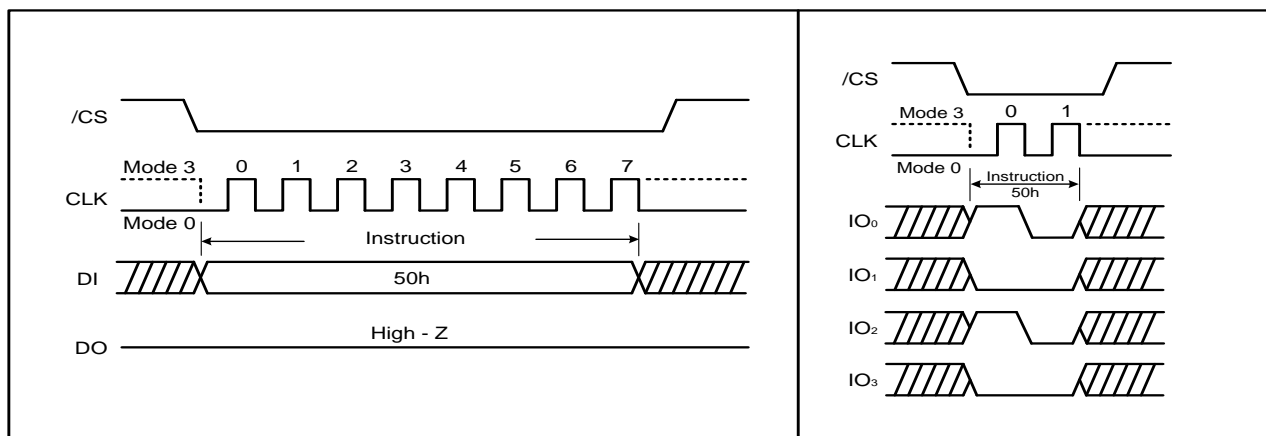 /CS
Mode 3 0 1 2 3 4 5 6 7
CLK
Mode 0
Instruction
DI 50h
High - Z
DO
/CS
Mode 3 0 1
CLK
Mode 0
Instruction
50h
IO₀
IO₁
IO₂
IO₃